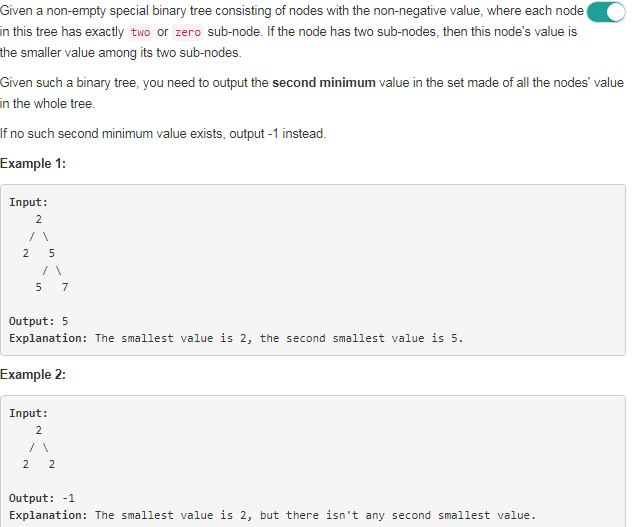 Given a non-empty special binary tree consisting of nodes with the non-negative value, where each node
in this tree has exactly two or zero sub-node. If the node has two sub-nodes, then this node's value is
the smaller value among its two sub-nodes.
Given such a binary tree, you need to output the second minimum value in the set made of all the nodes' value
in the whole tree.
If no such second minimum value exists, output -1 instead.
Example 1:
Input:
    2
   / \
  2   5
     / \
    5   7
Output: 5
Explanation: The smallest value is 2, the second smallest value is 5.
Example 2:
Input:
    2
   / \
  2   2
Output: -1
Explanation: The smallest value is 2, but there isn't any second smallest value.